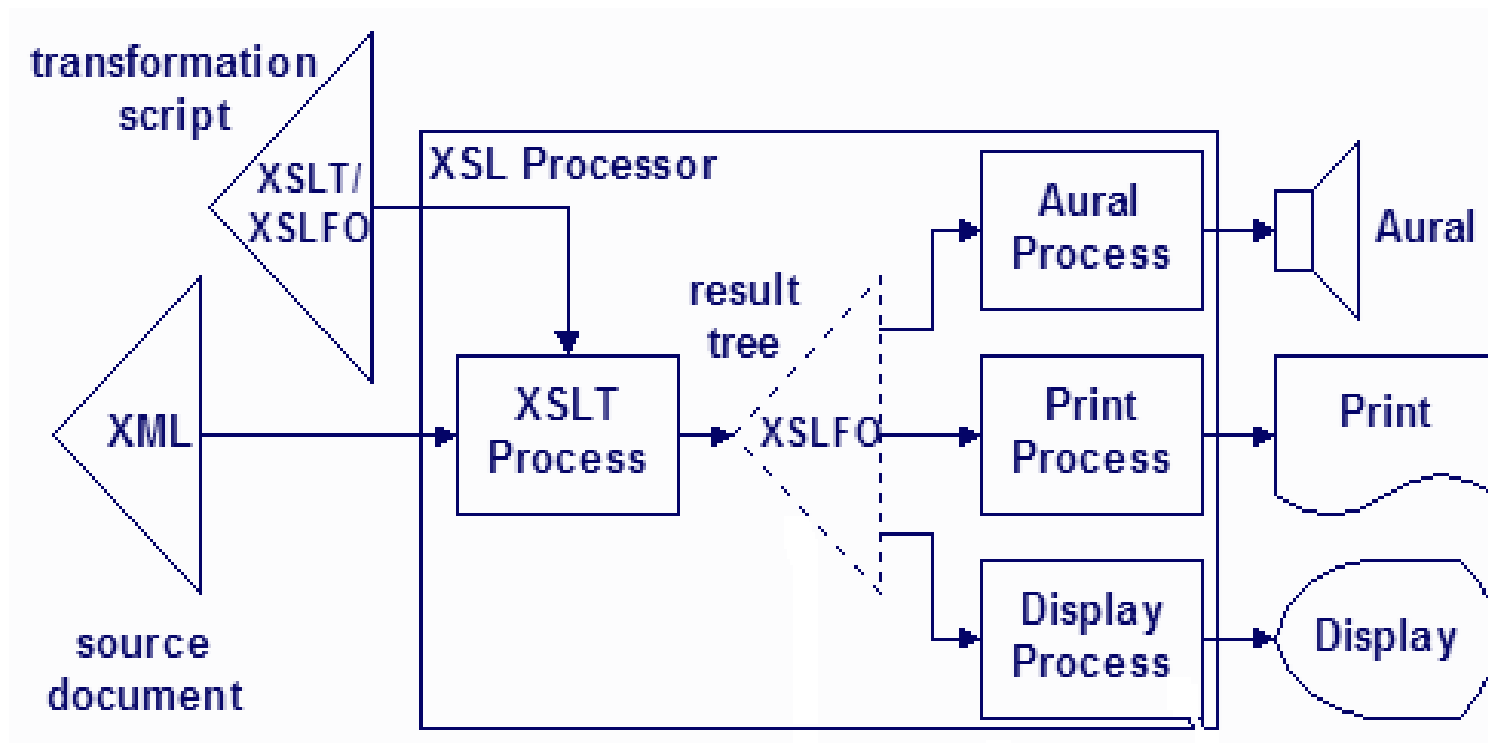 transformation
script
XSLT/
XSLFO
XSL Processor
Aural
Process
Aural
result
tree
XML
XSLT
Process
XSLFO
Print
Process
Print
source
document
Display
Process
Display